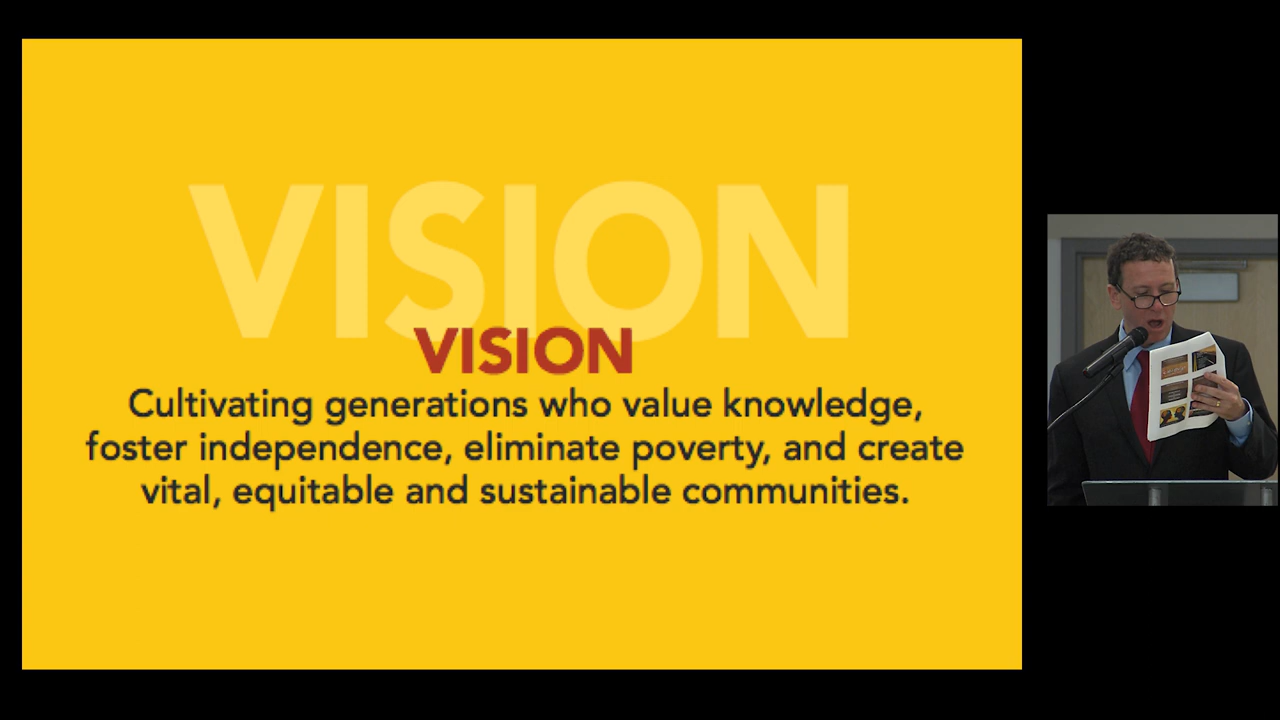 VISION
VISION
Cultivating generations who value knowledge,
foster independence, eliminate poverty, and create
vital, equitable and sustainable communities.